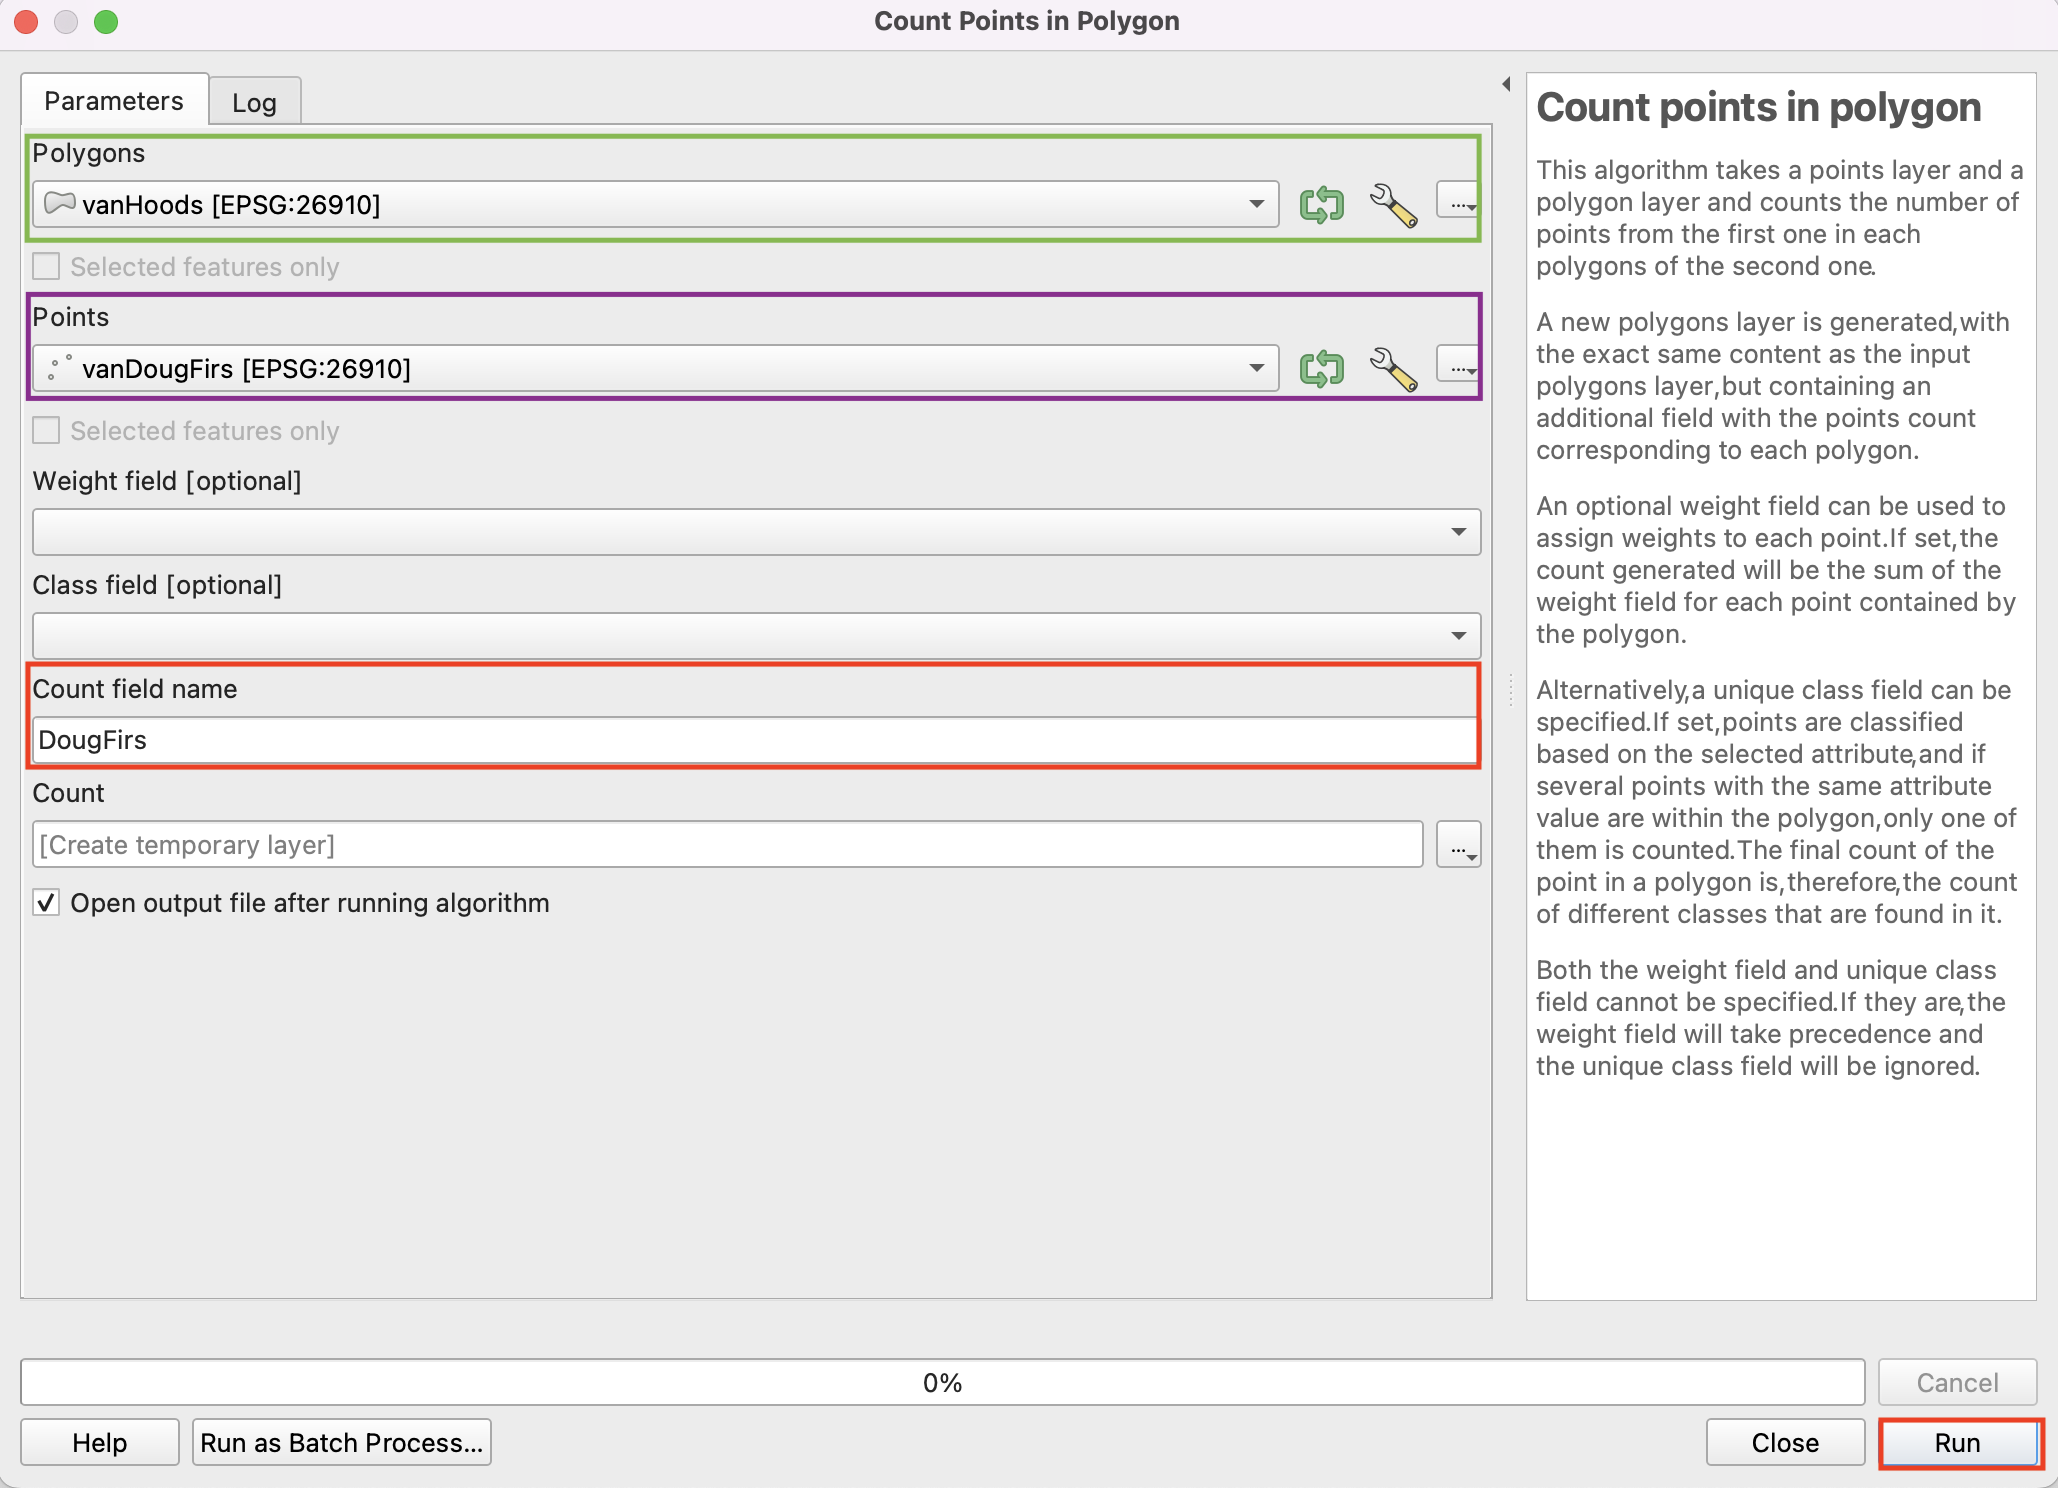 Count Points in Polygon
Parameters
Log
Polygons
vanHoods [EPSG:26910]
...
Selected features only
Points
vanDougFirs [EPSG:26910]
...
Selected features only
Weight field [optional]
Class field [optional]
Count field name
DougFirs
Count
[Create temporary layer]
...
Open output file after running algorithm
Count points in polygon
This algorithm takes a points layer and a
polygon layer and counts the number of
points from the first one in each
polygons of the second one.
A new polygons layer is generated,with
the exact same content as the input
polygons layer,but containing an
additional field with the points count
corresponding to each polygon.
An optional weight field can be used to
assign weights to each point.If set,the
count generated will be the sum of the
weight field for each point contained by
the polygon.
Alternatively,a unique class field can be
specified.If set,points are classified
based on the selected attribute,and if
several points with the same attribute
value are within the polygon,only one of
them is counted.The final count of the
point in a polygon is,therefore,the count
of different classes that are found in it.
Both the weight field and unique class
field cannot be specified.If they are,the
weight field will take precedence and
the unique class field will be ignored.
0%
Cancel
Help
Run as Batch Process...
Close
Run